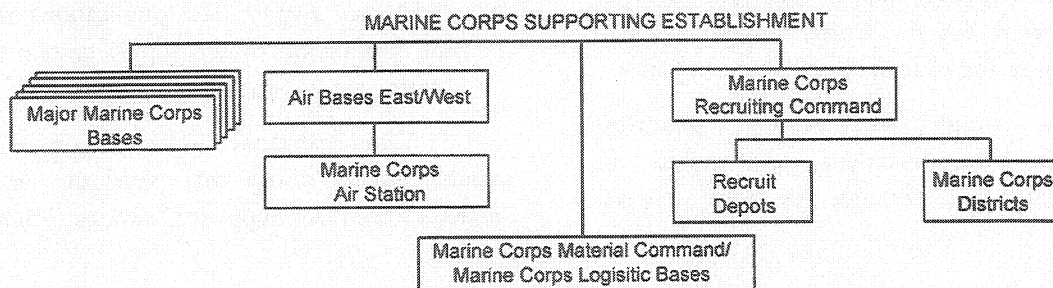 MARINE CORPS SUPPORTING ESTABLISHMENT
Major Marine Corps
Bases
Air Bases East/West
Marine Corps
Air Station
Marine Corps
Recruiting Command
Recruit
Depots
Marine Corps
Districts
Marine Corps Material Command/
Marine Corps Logisitic Bases